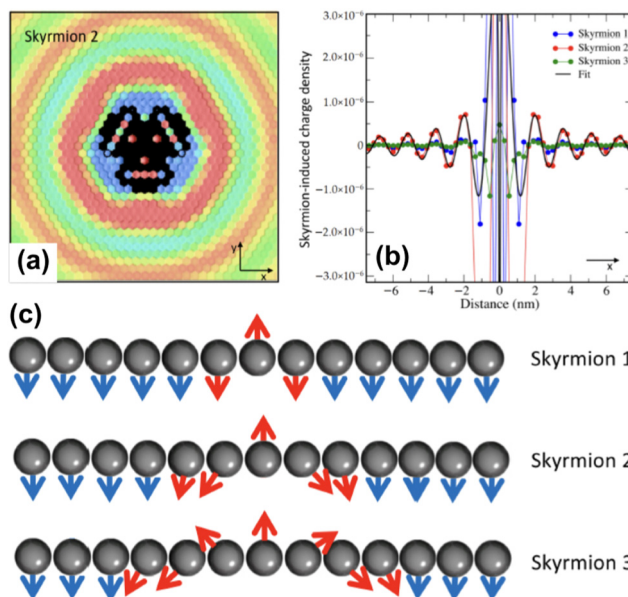 Skyrmion 2
y
x
(a)
Skyrmion-induced charge density
3.0×10⁻⁶
2.0×10⁻⁶
1.0×10⁻⁶
0
-1.0×10⁻⁶
-2.0×10⁻⁶
-3.0×10⁻⁶
Skyrmion 1
Skyrmion 2
Skyrmion 3
Fit
(b)
x
-6 -4 -2 0 2 4 6
Distance (nm)
(c)
Skyrmion 1
Skyrmion 2
Skyrmion 3